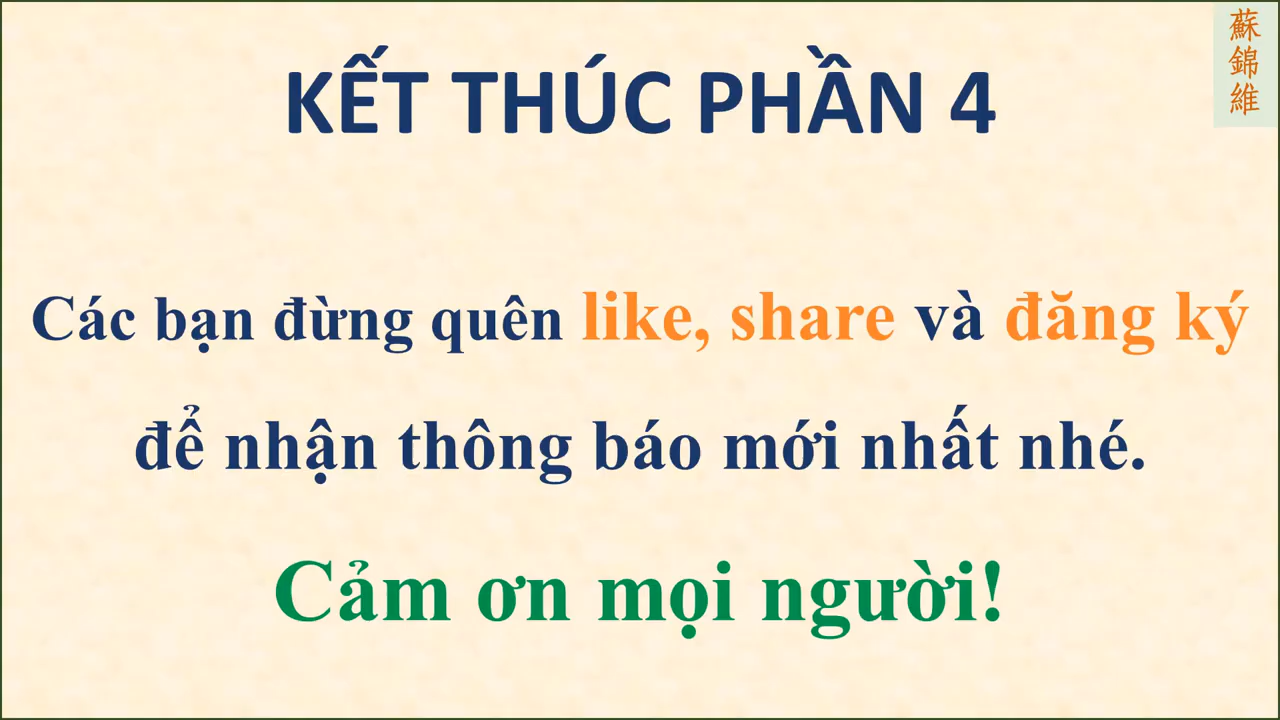 KẾT THÚC PHẦN 4
蘇錦維
Các bạn đừng quên like, share và đăng ký
để nhận thông báo mới nhất nhé.
Cảm ơn mọi người!